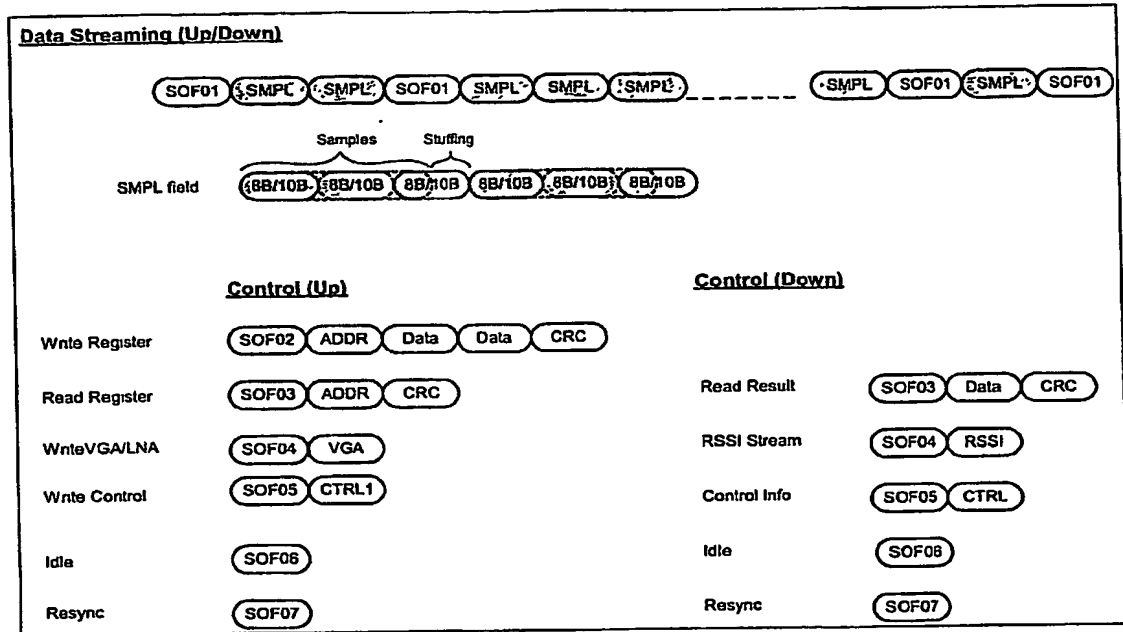 Data Streaming (Up/Down)
SOF01 SMPL SMPL SOF01 SMPL SMPL SMPL SMPL SOF01 SMPL SOF01
Samples Stuffing
SMPL field 8B/10B 8B/10B 8B/10B 8B/10B 8B/10B 8B/10B
Control (Up) Control (Down)
Wnte Register SOF02 ADDR Data Data CRC
Read Register SOF03 ADDR CRC
Read Result SOF03 Data CRC
WnteVGA/LNA SOF04 VGA
RSSI Stream SOF04 RSSI
Wnte Control SOF05 CTRL1
Control Info SOF05 CTRL
Idle SOF06
Idle SOF06
Resync SOF07
Resync SOF07